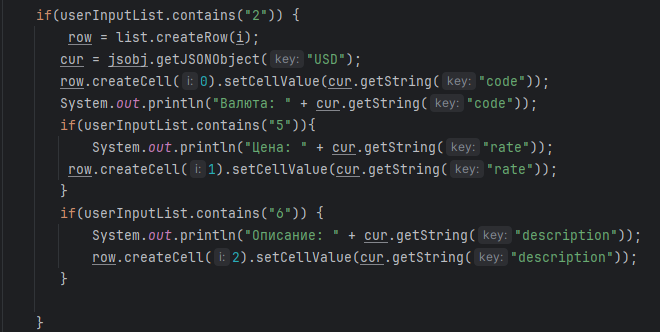 if(userInputList.contains("2")) {
row = list.createRow(i);
cur = jsobj.getJSONObject( key: "USD");
row.createCell( i: 0).setCellValue(cur.getString( key: "code"));
System.out.println("Валюта: " + cur.getString( key: "code"));
if(userInputList.contains("5")){
System.out.println("Цена: " + cur.getString( key: "rate"));
row.createCell( i: 1).setCellValue(cur.getString( key: "rate"));
}
if(userInputList.contains("6")) {
System.out.println("Описание: " + cur.getString( key: "description"));
row.createCell( i: 2).setCellValue(cur.getString( key: "description"));
}
}